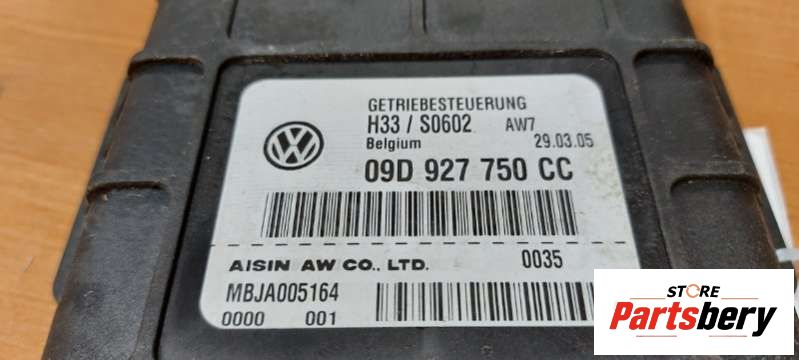 GETRIEBESTEUERUNG
H33 / S0602 AW7
Belgium 29.03.05
09D 927 750 CC
AISIN AW CO., LTD. 0035
MBJA005164
0000 001
STORE
Partsbery